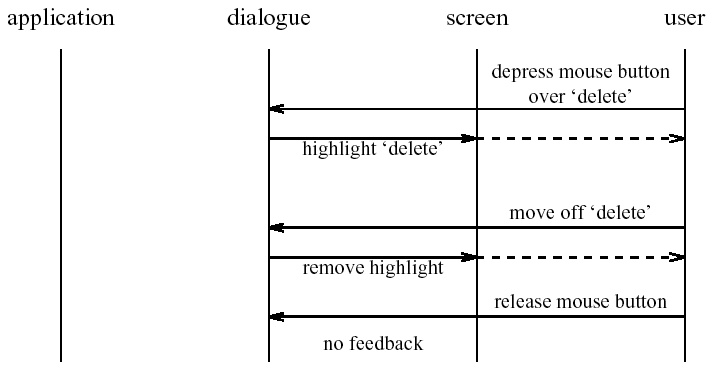 application dialogue screen user
depress mouse button
over ‘delete’
highlight ‘delete’
move off ‘delete’
remove highlight
release mouse button
no feedback